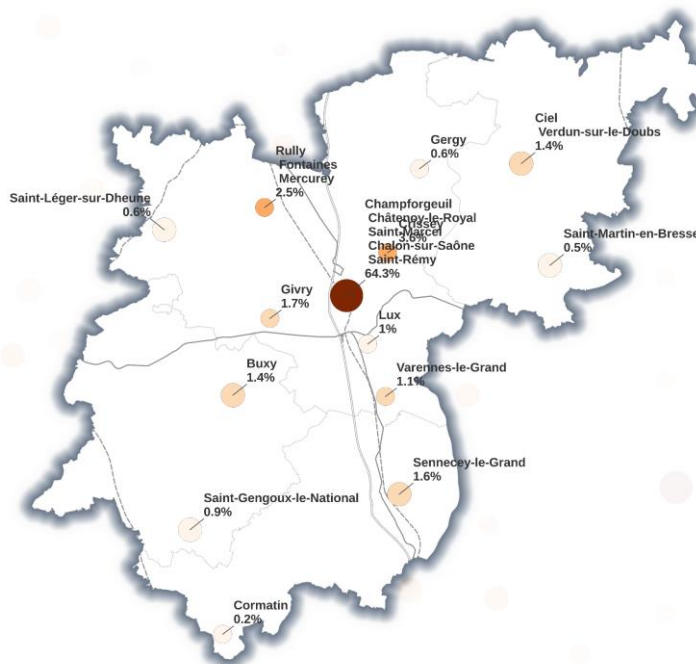 Ciel
Verdun-sur-le-Doubs
1.4%
Gergy
0.6%
Rully
Fontaines
Mercurey
2.5%
Saint-Léger-sur-Dheune
0.6%
Champforgeuil
Châtenoy-le-Royal
Crissey
3.6%
Saint-Marcel
Chalon-sur-Saône
Saint-Rémy
64.3%
Saint-Martin-en-Bresse
0.5%
Givry
1.7%
Lux
1%
Buxy
1.4%
Varennes-le-Grand
1.1%
Sennecey-le-Grand
1.6%
Saint-Gengoux-le-National
0.9%
Cormatin
0.2%